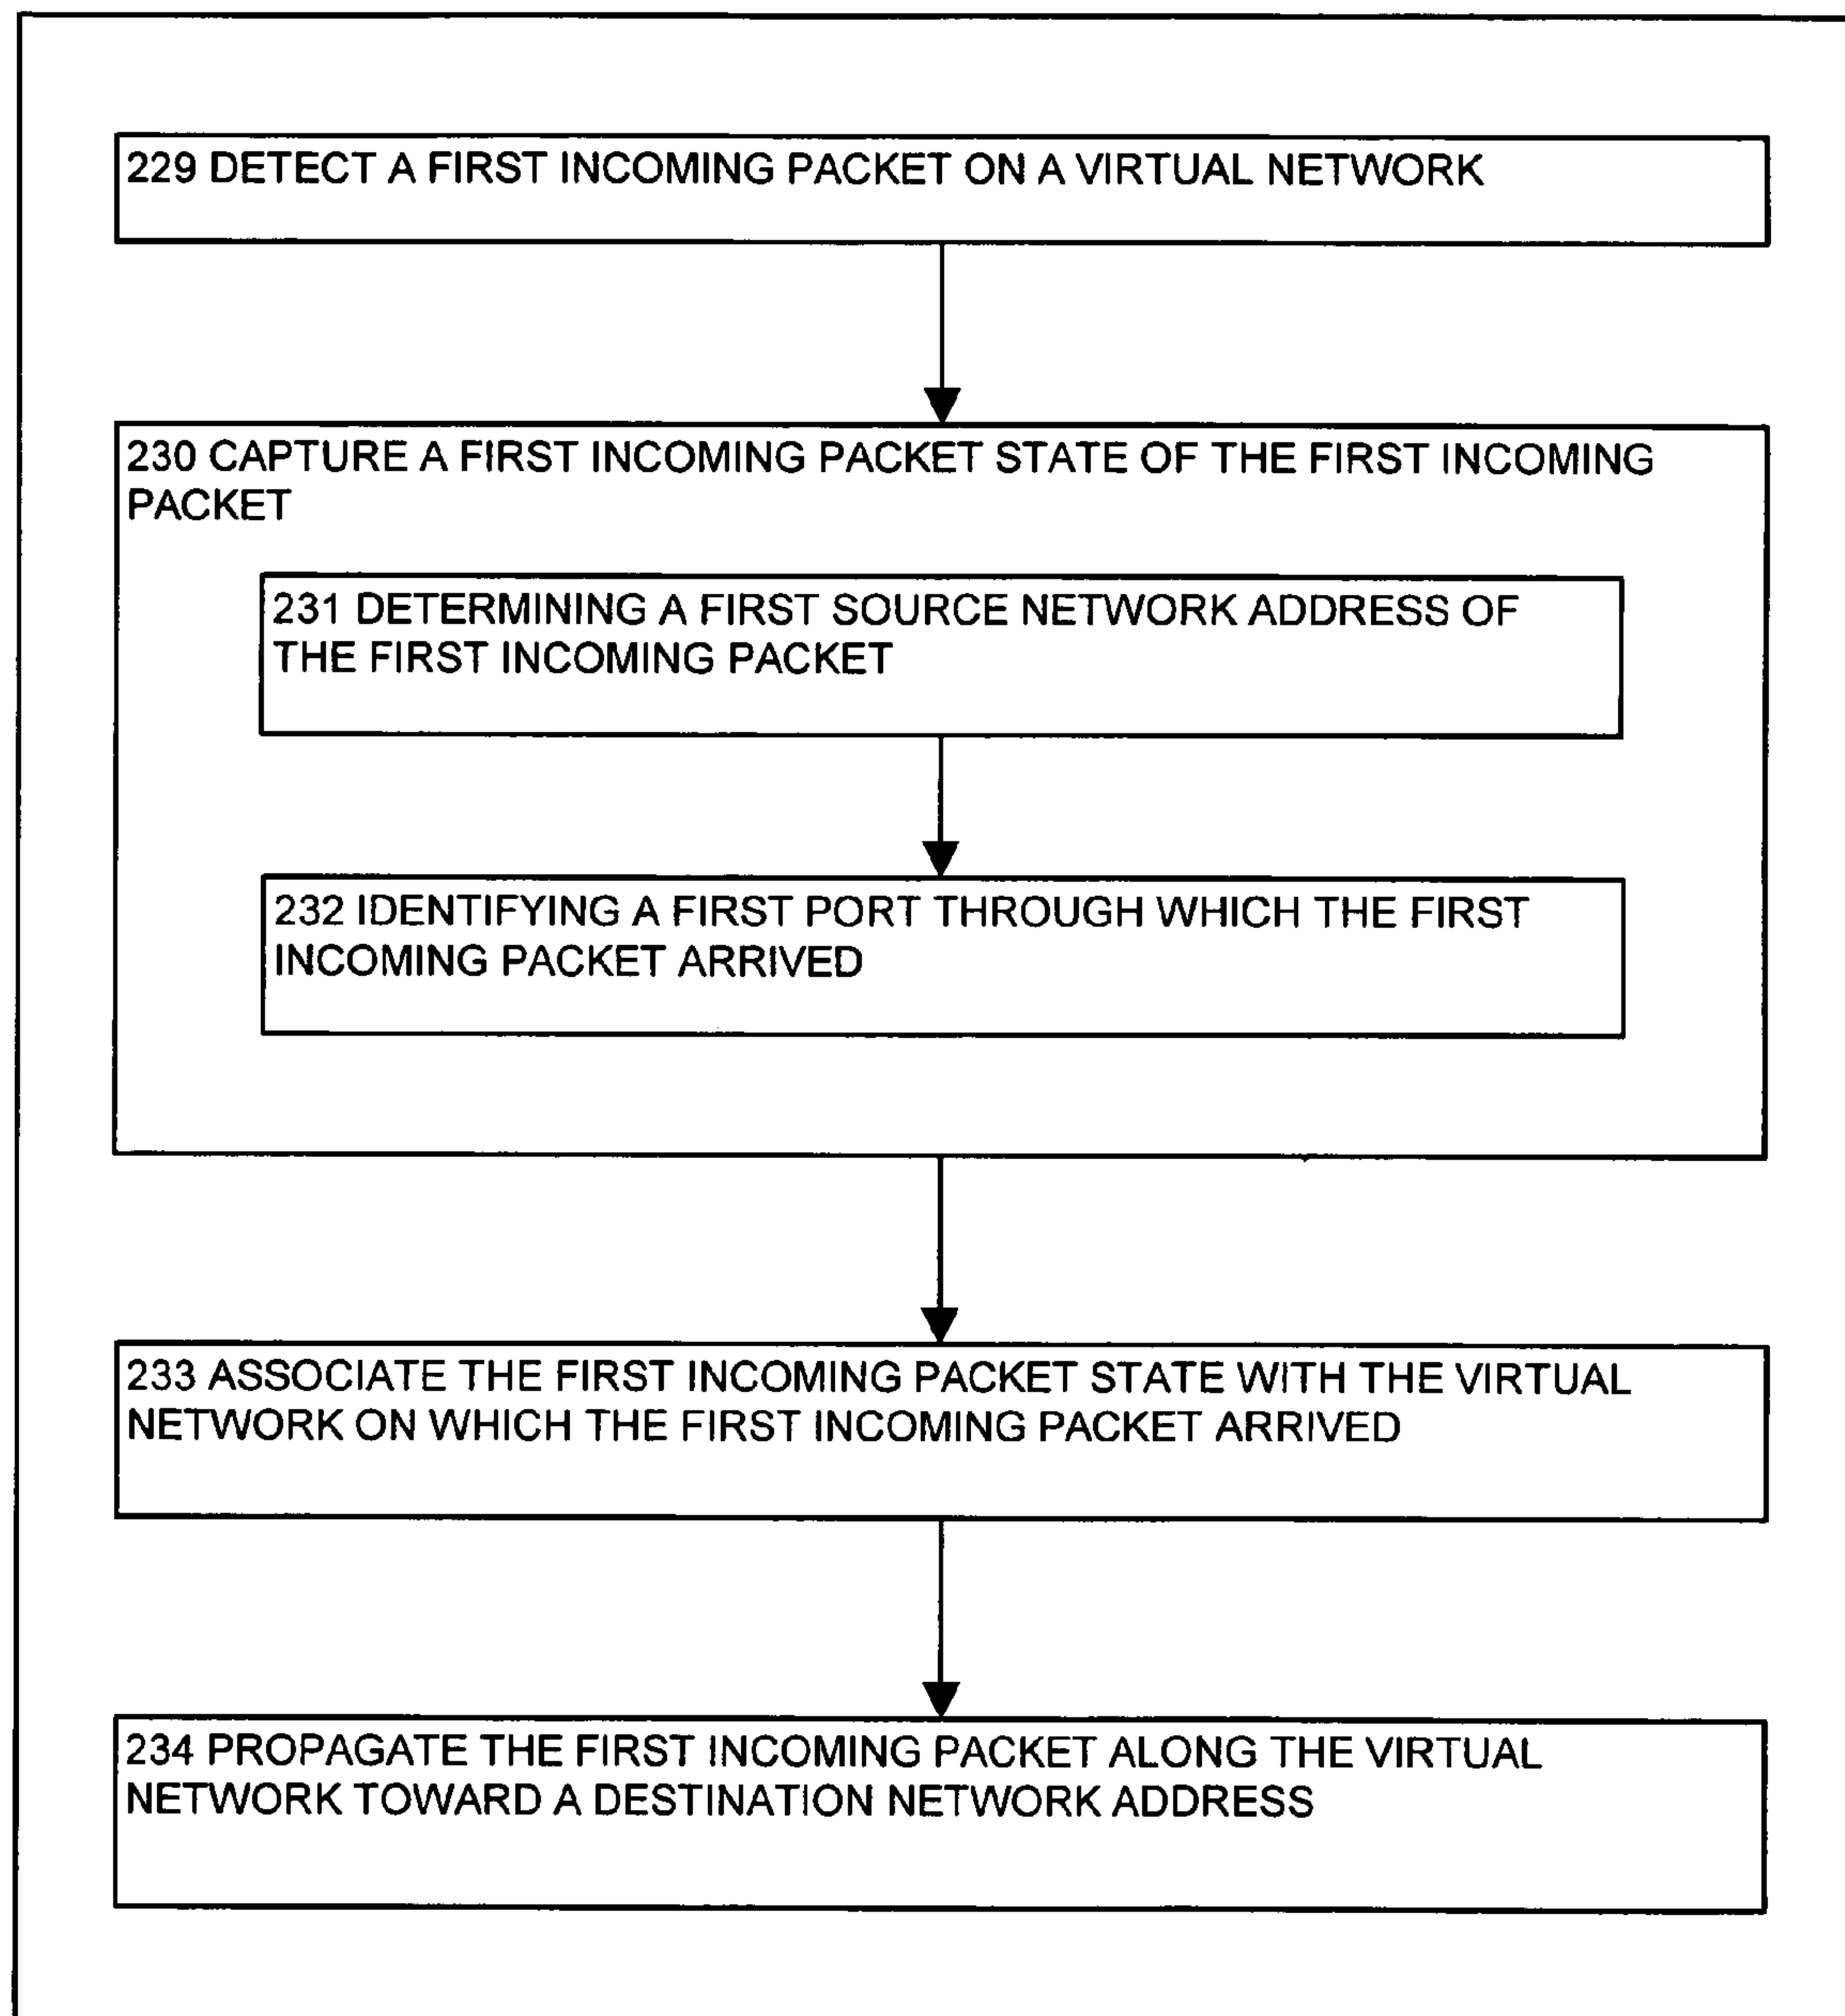 229 DETECT A FIRST INCOMING PACKET ON A VIRTUAL NETWORK
230 CAPTURE A FIRST INCOMING PACKET STATE OF THE FIRST INCOMING
PACKET
231 DETERMINING A FIRST SOURCE NETWORK ADDRESS OF
THE FIRST INCOMING PACKET
232 IDENTIFYING A FIRST PORT THROUGH WHICH THE FIRST
INCOMING PACKET ARRIVED
233 ASSOCIATE THE FIRST INCOMING PACKET STATE WITH THE VIRTUAL
NETWORK ON WHICH THE FIRST INCOMING PACKET ARRIVED
234 PROPAGATE THE FIRST INCOMING PACKET ALONG THE VIRTUAL
NETWORK TOWARD A DESTINATION NETWORK ADDRESS